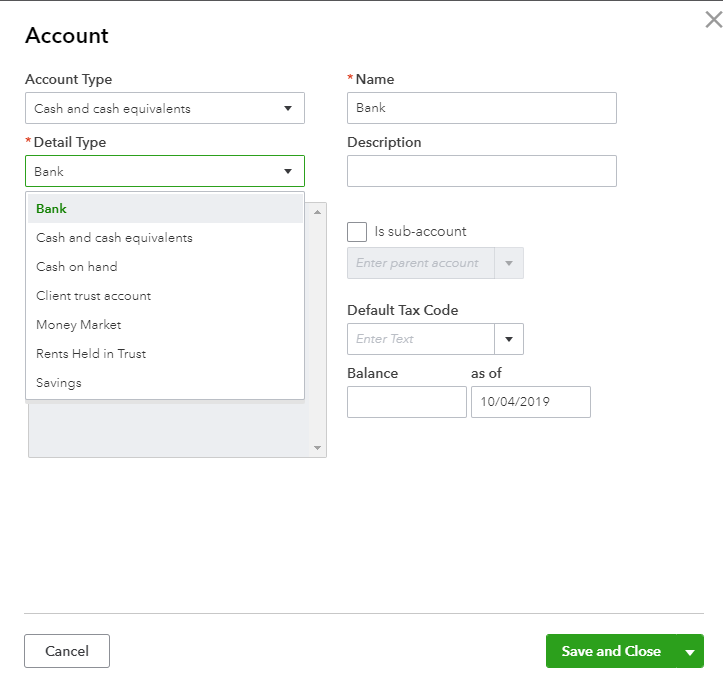 Account
Account Type
Cash and cash equivalents
* Detail Type
Bank
Bank
Cash and cash equivalents
Cash on hand
Client trust account
Money Market
Rents Held in Trust
Savings
* Name
Bank
Description
Is sub-account
Enter parent account
Default Tax Code
Enter Text
Balance as of
10/04/2019
Cancel
Save and Close